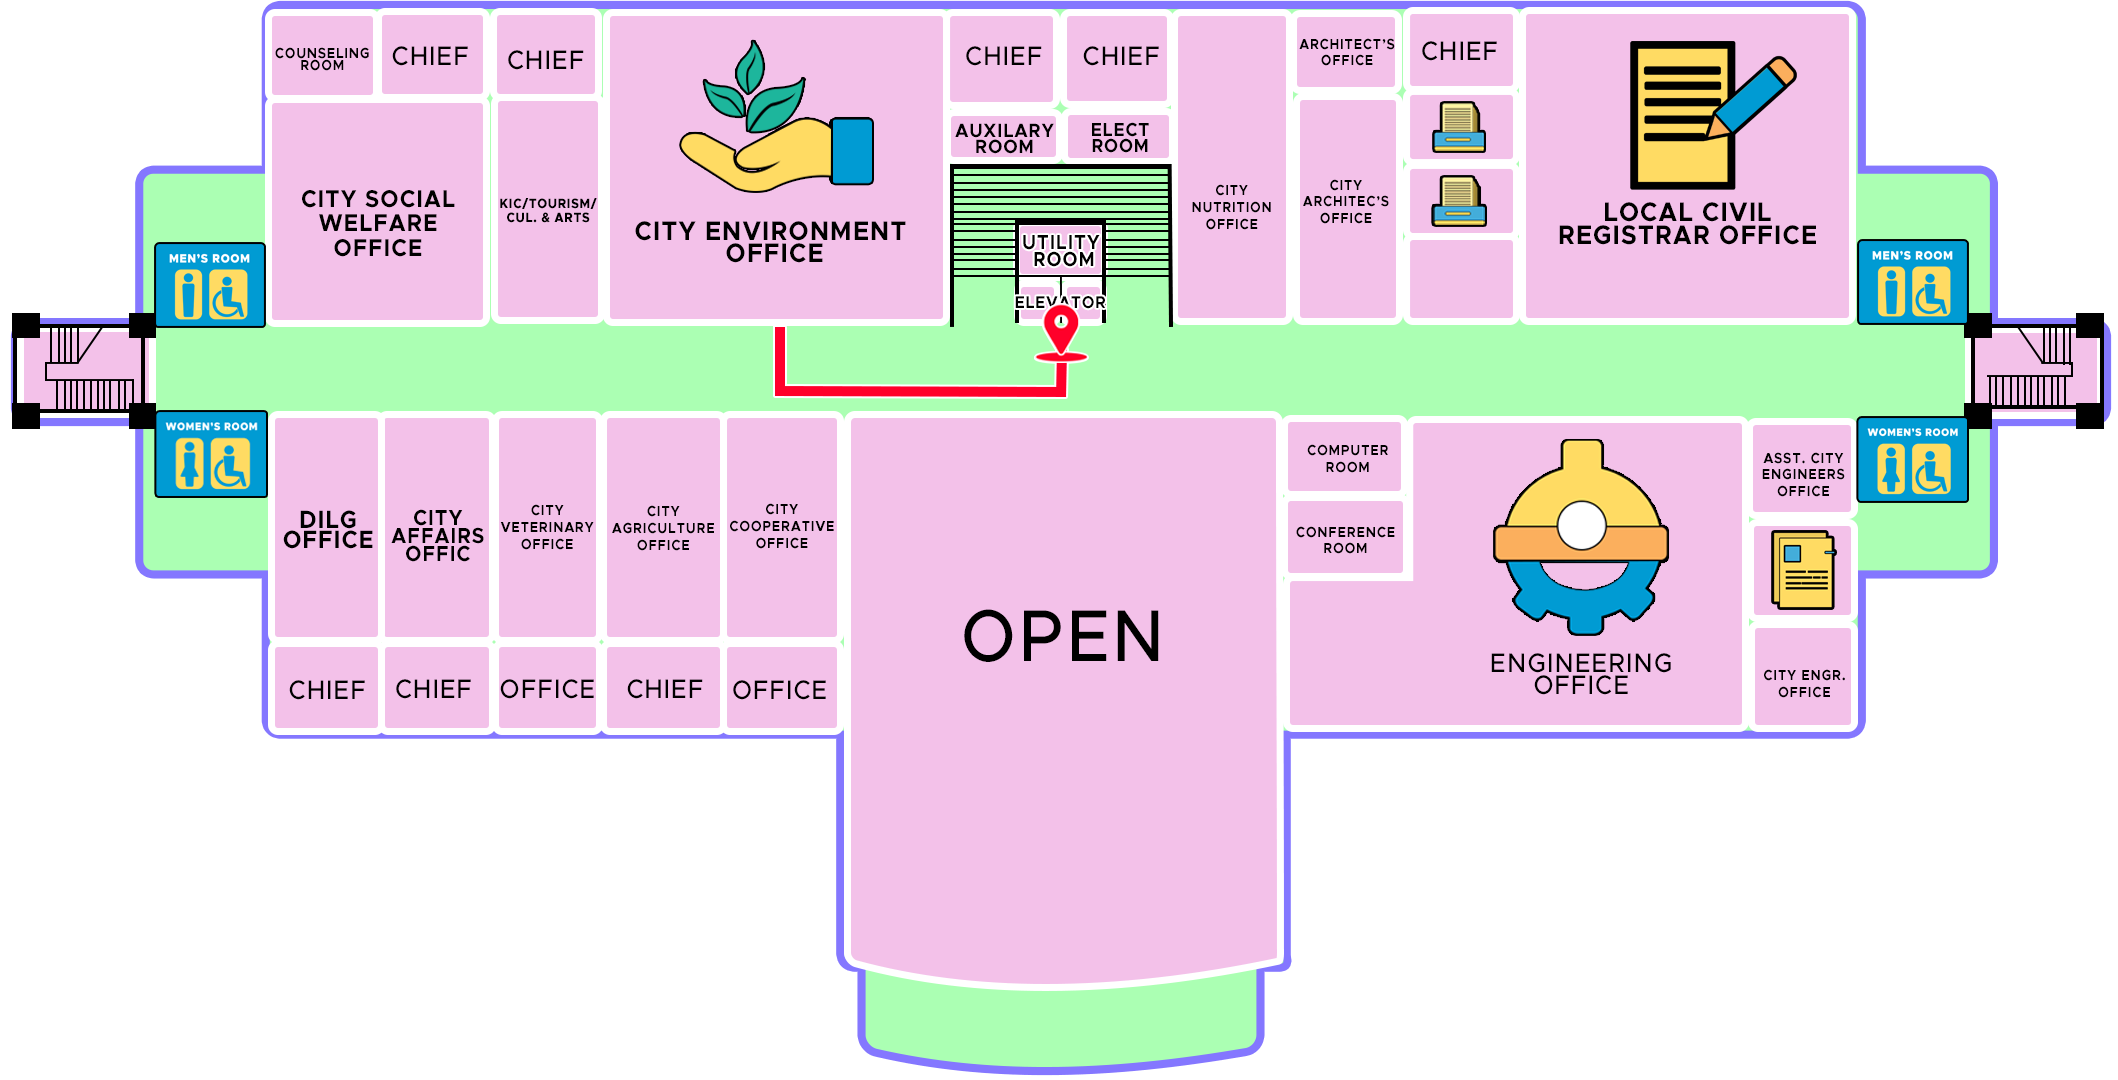 COUNSELING
ROOM
CHIEF
CHIEF
CHIEF
CHIEF
ARCHITECT'S
OFFICE
CHIEF
AUXILARY
ROOM
ELECT
ROOM
CITY SOCIAL
WELFARE
OFFICE
KIC/TOURISM/
CUL. & ARTS
CITY ENVIRONMENT
OFFICE
UTILITY
ROOM
ELEVATOR
CITY
NUTRITION
OFFICE
CITY
ARCHITEC'S
OFFICE
LOCAL CIVIL
REGISTRAR OFFICE
MEN'S ROOM
MEN'S ROOM
WOMEN'S ROOM
WOMEN'S ROOM
DILG
OFFICE
CITY
AFFAIRS
OFFIC
CITY
VETERINARY
OFFICE
CITY
AGRICULTURE
OFFICE
CITY
COOPERATIVE
OFFICE
OPEN
COMPUTER
ROOM
CONFERENCE
ROOM
ENGINEERING
OFFICE
ASST. CITY
ENGINEERS
OFFICE
CITY ENGR.
OFFICE
CHIEF
CHIEF
OFFICE
CHIEF
OFFICE